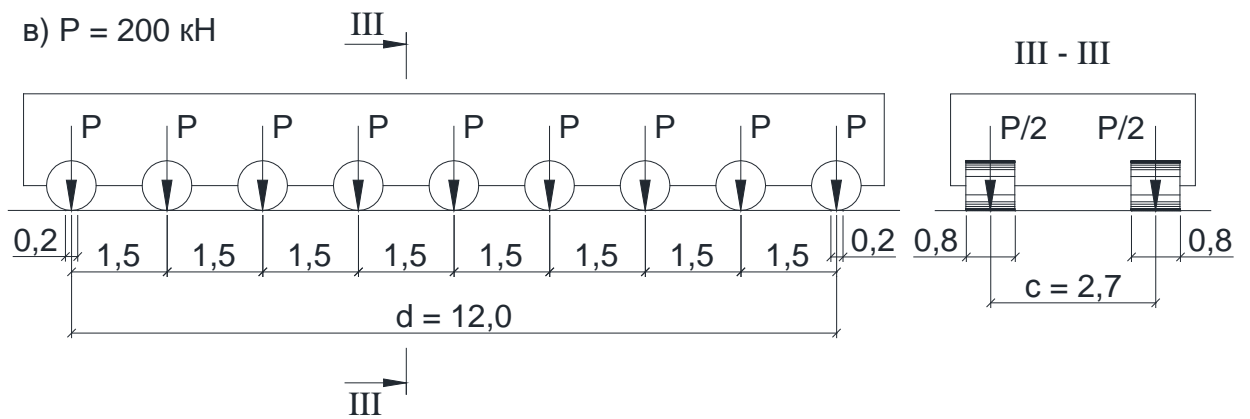 в) P = 200 кН
III
III - III
P P P P P P P P P
P/2 P/2
0,2 1,5 1,5 1,5 1,5 1,5 1,5 1,5 1,5 0,2
0,8 0,8
c = 2,7
d = 12,0
III